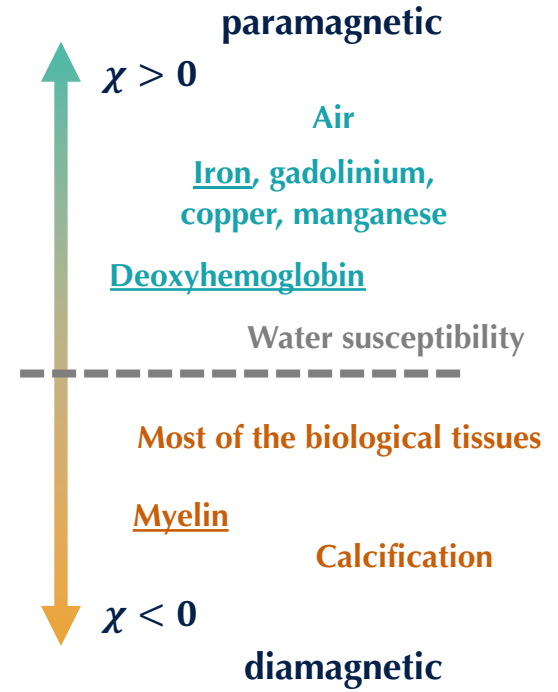 paramagnetic
χ > 0
Air
Iron, gadolinium,
copper, manganese
Deoxyhemoglobin
Water susceptibility
Most of the biological tissues
Myelin
Calcification
χ < 0
diamagnetic